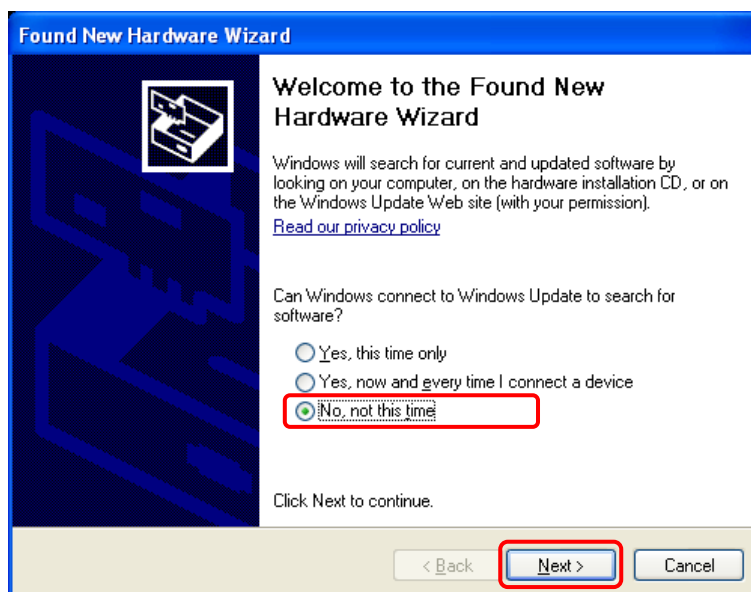 Found New Hardware Wizard
Welcome to the Found New
Hardware Wizard
Windows will search for current and updated software by
looking on your computer, on the hardware installation CD, or on
the Windows Update Web site (with your permission).
Read our privacy policy
Can Windows connect to Windows Update to search for
software?
Yes, this time only
Yes, now and every time I connect a device
No, not this time
Click Next to continue.
< Back
Next >
Cancel